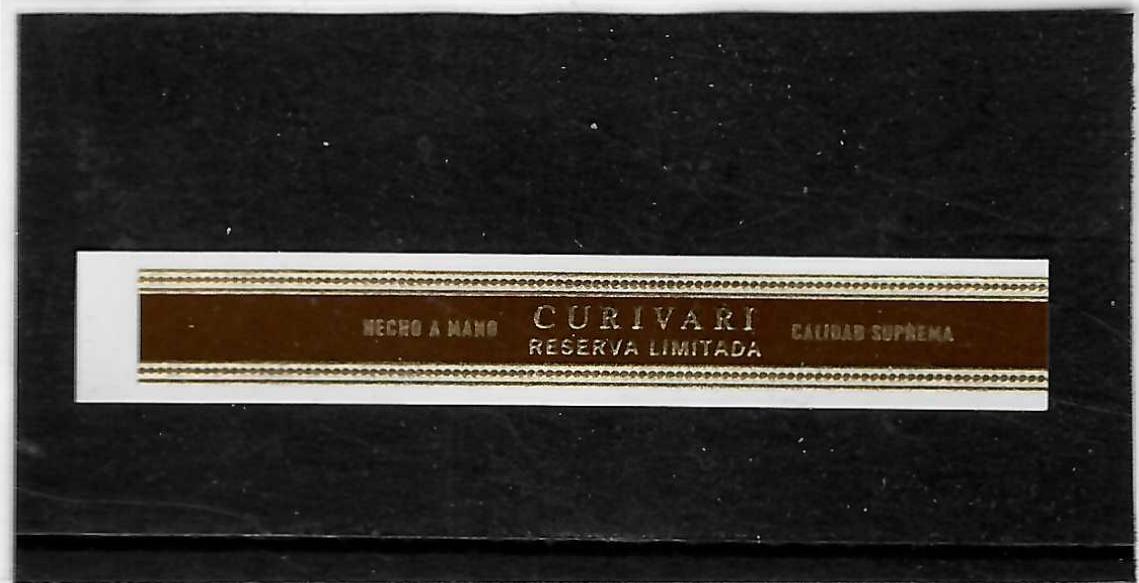 HECHO A MANO
CURIVARI
RESERVA LIMITADA
CALIDAD SUPREMA